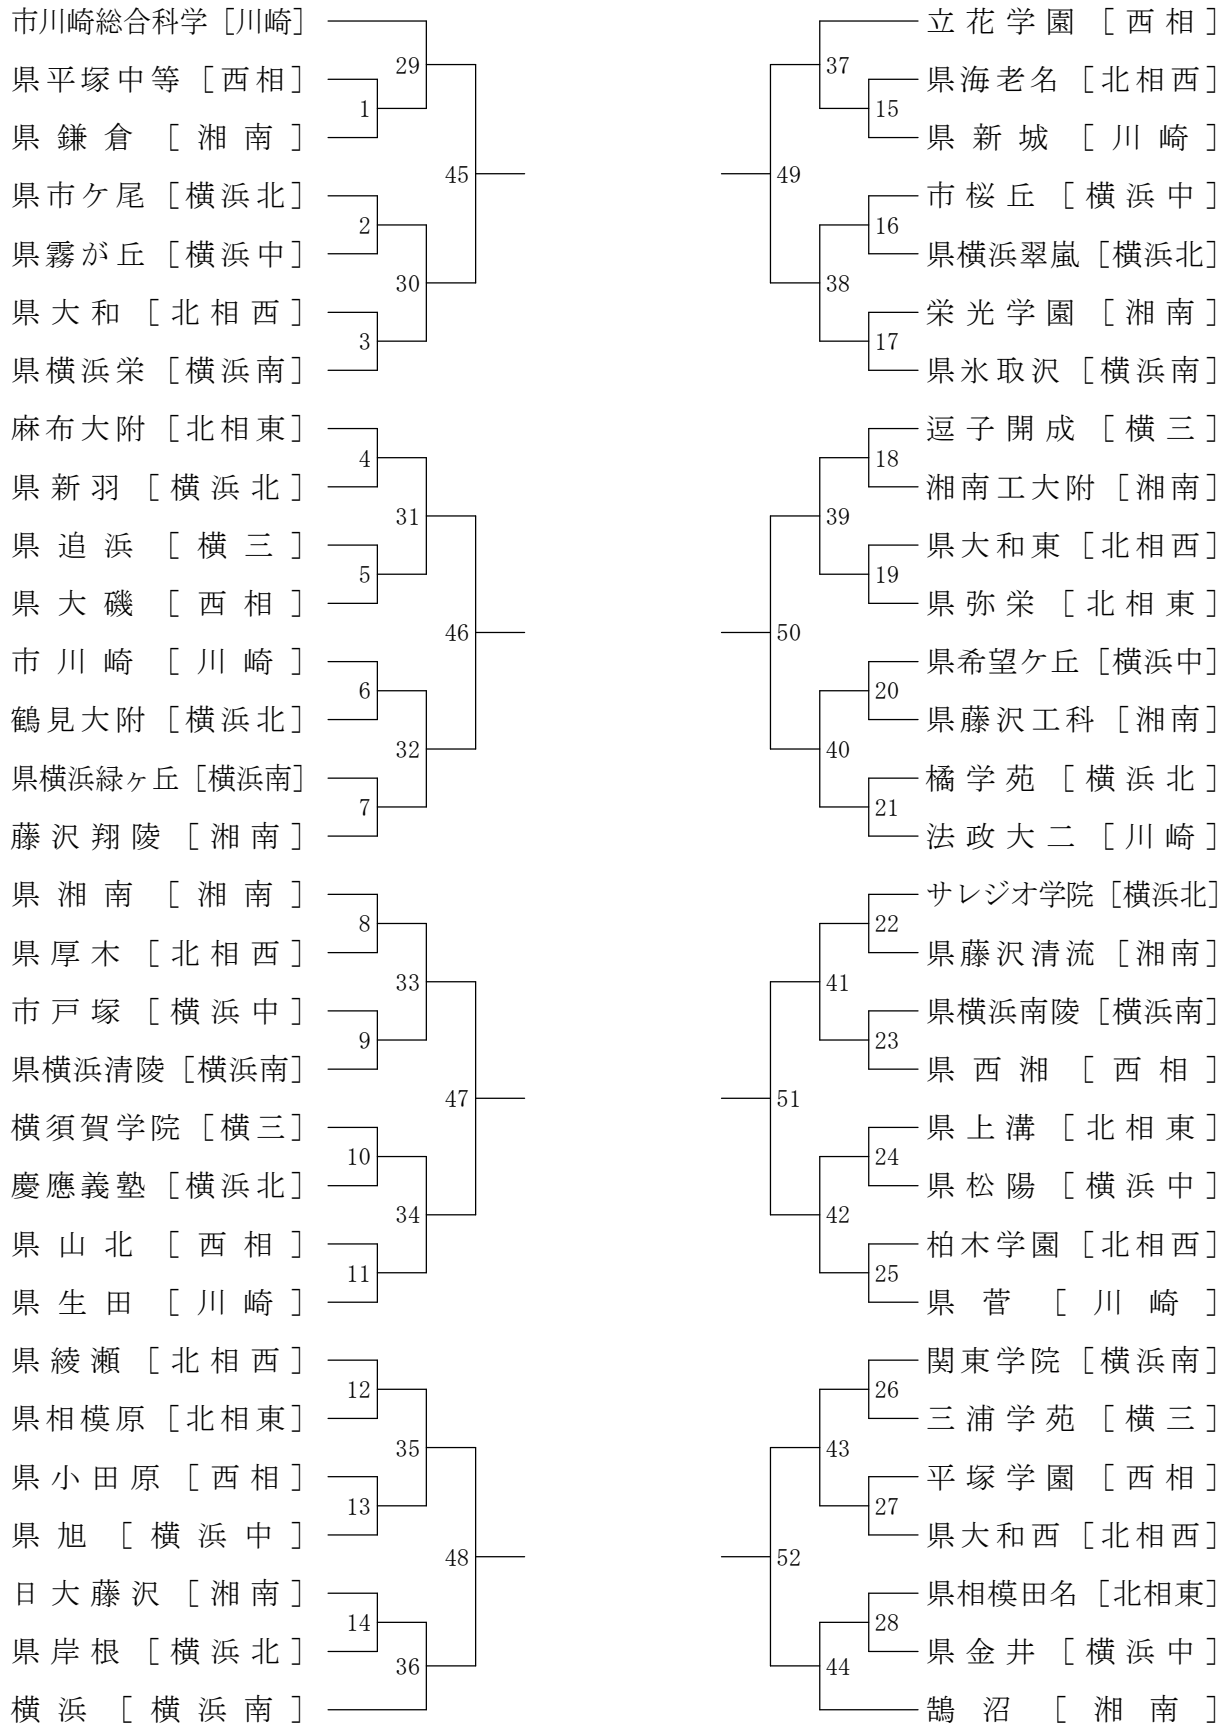 市川崎総合科学［川崎］
県平塚中等［西相］
県鎌倉［湘南］
県市ケ尾［横浜北］
県霧が丘［横浜中］
県大和［北相西］
県横浜栄［横浜南］
麻布大附［北相東］
県新羽［横浜北］
県追浜［横三］
県大磯［西相］
市川崎［川崎］
鶴見大附［横浜北］
県横浜緑ヶ丘［横浜南］
藤沢翔陵［湘南］
県湘南［湘南］
県厚木［北相西］
市戸塚［横浜中］
県横浜清陵［横浜南］
横須賀学院［横三］
慶應義塾［横浜北］
県山北［西相］
県生田［川崎］
県綾瀬［北相西］
県相模原［北相東］
県小田原［西相］
県旭［横浜中］
日大藤沢［湘南］
県岸根［横浜北］
横浜［横浜南］
1
2
3
4
5
6
7
8
9
10
11
12
13
14
29
30
31
32
33
34
35
36
45
46
47
48
49
50
51
52
37
38
39
40
41
42
43
44
15
16
17
18
19
20
21
22
23
24
25
26
27
28
立花学園［西相］
県海老名［北相西］
県新城［川崎］
市桜丘［横浜中］
県横浜翠嵐［横浜北］
栄光学園［湘南］
県氷取沢［横浜南］
逗子開成［横三］
湘南工大附［湘南］
県大和東［北相西］
県弥栄［北相東］
県希望ケ丘［横浜中］
県藤沢工科［湘南］
橘学苑［横浜北］
法政大二［川崎］
サレジオ学院［横浜北］
県藤沢清流［湘南］
県横浜南陵［横浜南］
県西湘［西相］
県上溝［北相東］
県松陽［横浜中］
柏木学園［北相西］
県菅［川崎］
関東学院［横浜南］
三浦学苑［横三］
平塚学園［西相］
県大和西［北相西］
県相模田名［北相東］
県金井［横浜中］
鵠沼［湘南］